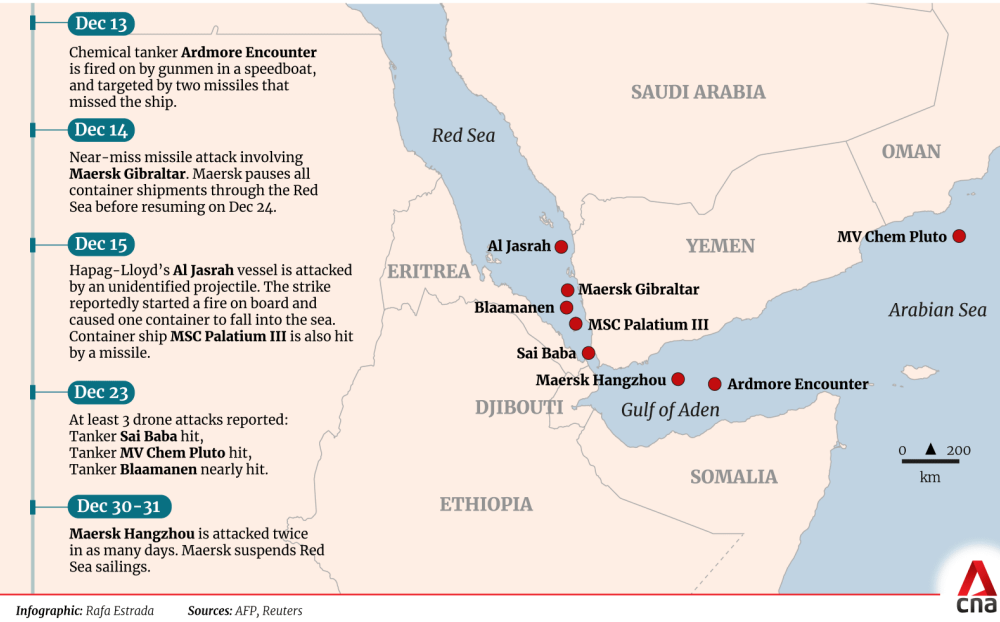 Dec 13
Chemical tanker Ardmore Encounter
is fired on by gunmen in a speedboat,
and targeted by two missiles that
missed the ship.
Dec 14
Near-miss missile attack involving
Maersk Gibraltar. Maersk pauses all
container shipments through the Red
Sea before resuming on Dec 24.
Dec 15
Hapag-Lloyd's Al Jasrah vessel is attacked
by an unidentified projectile. The strike
reportedly started a fire on board and
caused one container to fall into the sea.
Container ship MSC Palatium III is also hit
by a missile.
Dec 23
At least 3 drone attacks reported:
Tanker Sai Baba hit,
Tanker MV Chem Pluto hit,
Tanker Blaamanen nearly hit.
Dec 30-31
Maersk Hangzhou is attacked twice
in as many days. Maersk suspends Red
Sea sailings.
SAUDI ARABIA
Red Sea
OMAN
MV Chem Pluto
Al Jasrah
YEMEN
ERITREA
Maersk Gibraltar
Blaamanen
Arabian Sea
MSC Palatium III
Sai Baba
Maersk Hangzhou
Ardmore Encounter
DJIBOUTI
Gulf of Aden
0 200
km
SOMALIA
ETHIOPIA
cna
Infographic: Rafa Estrada Sources: AFP, Reuters